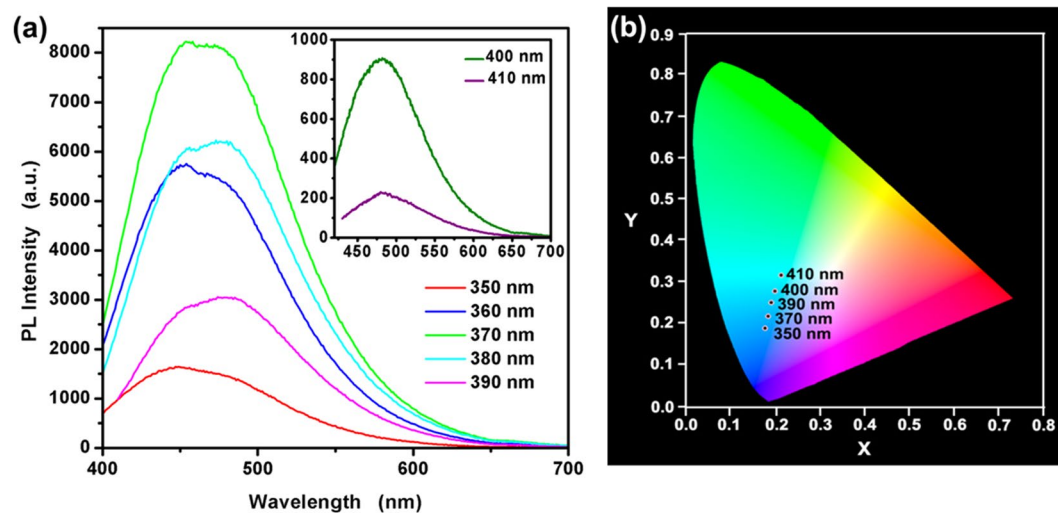 (a)
PL Intensity (a.u.)
8000
7000
6000
5000
4000
3000
2000
1000
0
400
500
600
700
Wavelength (nm)
1000
800
600
400
200
0
450
500
550
600
650
700
400 nm
410 nm
350 nm
360 nm
370 nm
380 nm
390 nm
(b)
Y
0.9
0.8
0.7
0.6
0.5
0.4
0.3
0.2
0.1
0.0
0.0
0.1
0.2
0.3
0.4
0.5
0.6
0.7
0.8
X
410 nm
400 nm
390 nm
370 nm
350 nm